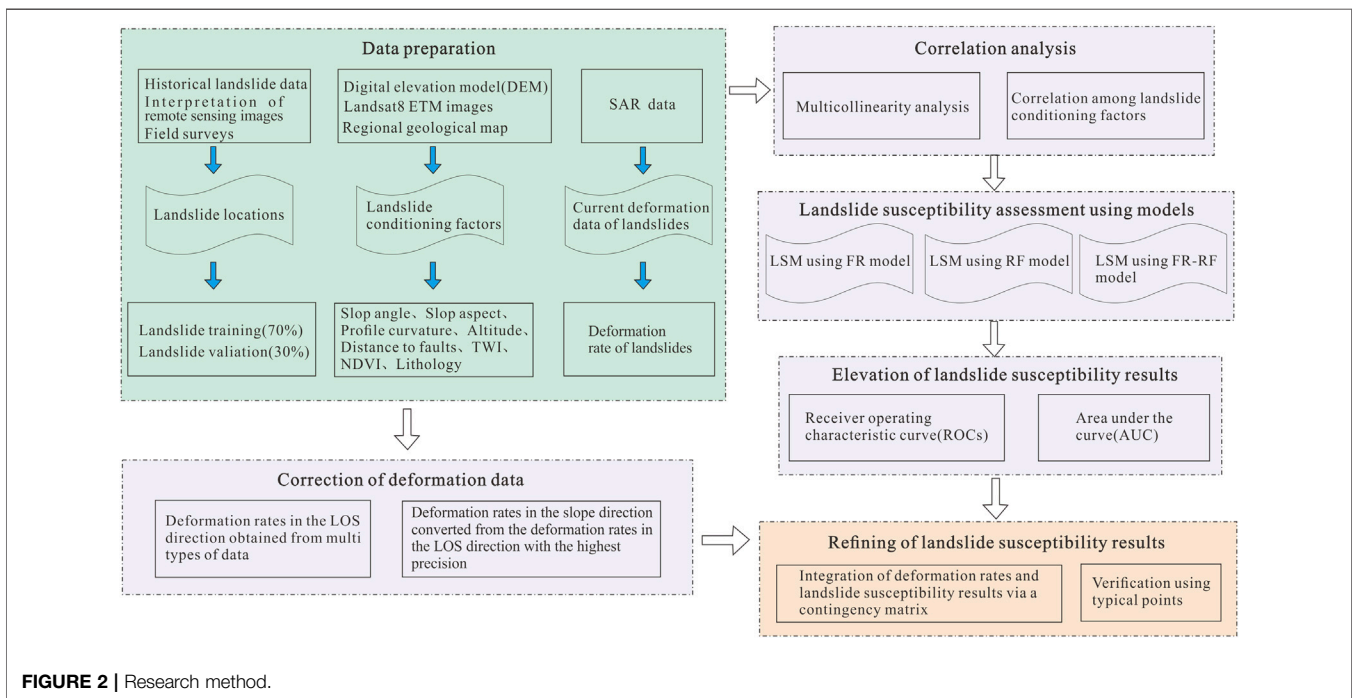 Data preparation
Historical landslide data
Interpretation of
remote sensing images
Field surveys
Digital elevation model(DEM)
Landsat8 ETM images
Regional geological map
SAR data
Landslide locations
Landslide
conditioning factors
Current deformation
data of landslides
Landslide training(70%)
Landslide valiation(30%)
Slop angle、Slop aspect、
Profile curvature、Altitude、
Distance to faults、TWI、
NDVI、Lithology
Deformation
rate of landslides
Correlation analysis
Multicollinearity analysis
Correlation among landslide
conditioning factors
Landslide susceptibility assessment using models
LSM using FR model
LSM using RF model
LSM using FR-RF
model
Elevation of landslide susceptibility results
Receiver operating
characteristic curve(ROCs)
Area under the
curve(AUC)
Correction of deformation data
Deformation rates in the LOS
direction obtained from multi
types of data
Deformation rates in the slope direction
converted from the deformation rates in
the LOS direction with the highest
precision
Refining of landslide susceptibility results
Integration of deformation rates and
landslide susceptibility results via a
contingency matrix
Verification using
typical points
FIGURE 2 | Research method.